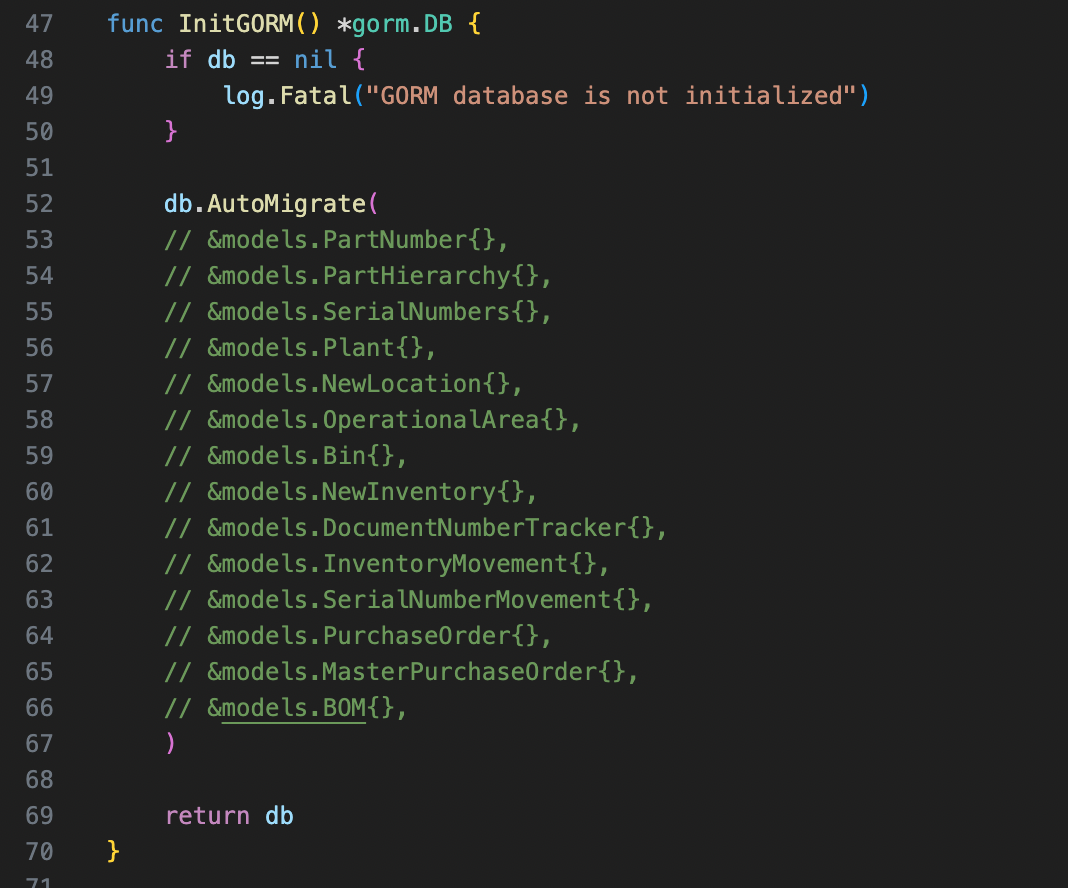 47 func InitGORM() *gorm.DB {
48     if db == nil {
49         log.Fatal("GORM database is not initialized")
50     }
51
52     db.AutoMigrate(
53     // &models.PartNumber{},
54     // &models.PartHierarchy{},
55     // &models.SerialNumbers{},
56     // &models.Plant{},
57     // &models.NewLocation{},
58     // &models.OperationalArea{},
59     // &models.Bin{},
60     // &models.NewInventory{},
61     // &models.DocumentNumberTracker{},
62     // &models.InventoryMovement{},
63     // &models.SerialNumberMovement{},
64     // &models.PurchaseOrder{},
65     // &models.MasterPurchaseOrder{},
66     // &models.BOM{},
67     )
68
69     return db
70 }
71